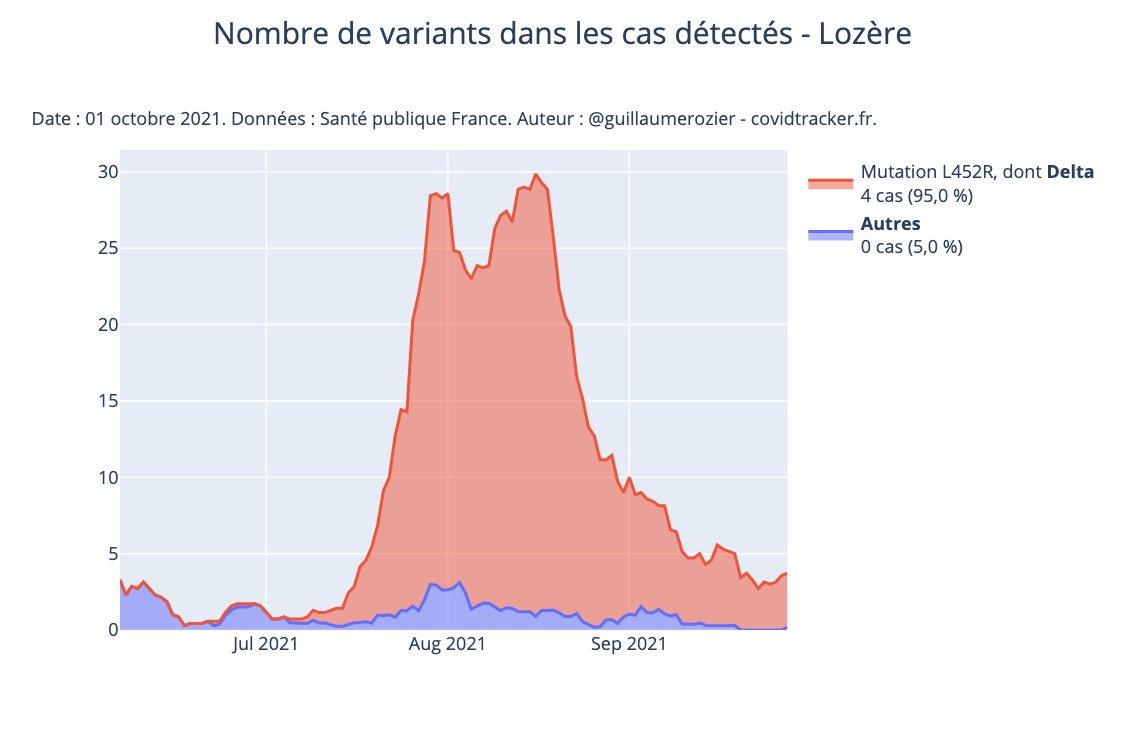 Nombre de variants dans les cas détectés - Lozère
Date : 01 octobre 2021. Données : Santé publique France. Auteur : @guillaumerozier - covidtracker.fr.
30
25
20
15
10
5
0
Jul 2021
Aug 2021
Sep 2021
Mutation L452R, dont Delta
4 cas (95,0 %)
Autres
0 cas (5,0 %)